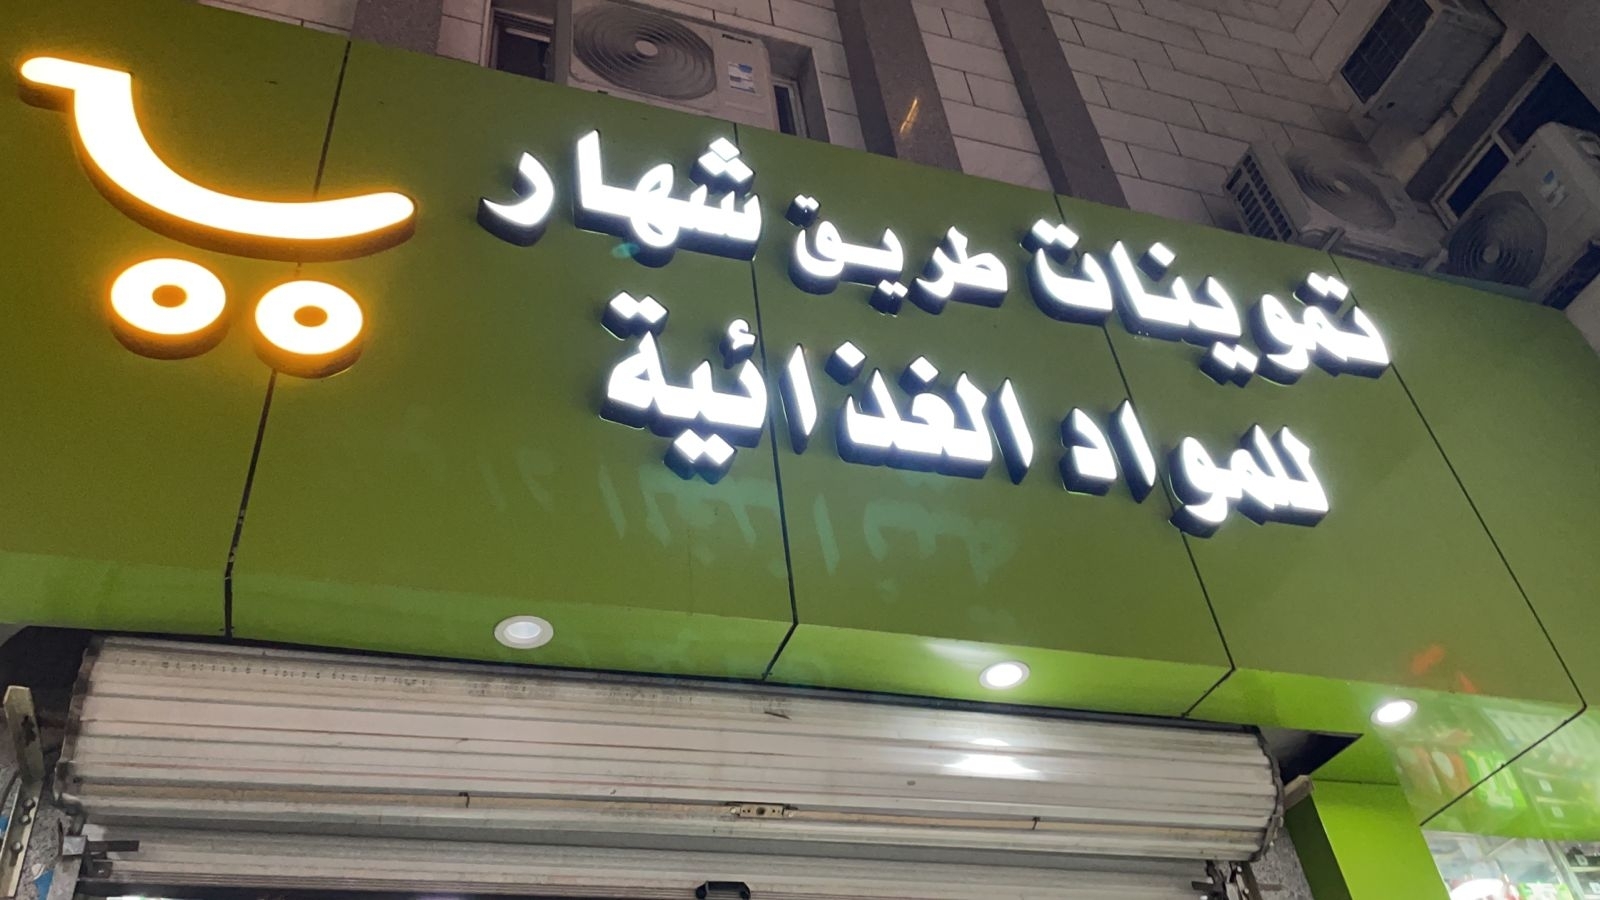 تموينات طريق شهار
للمواد الغذائية